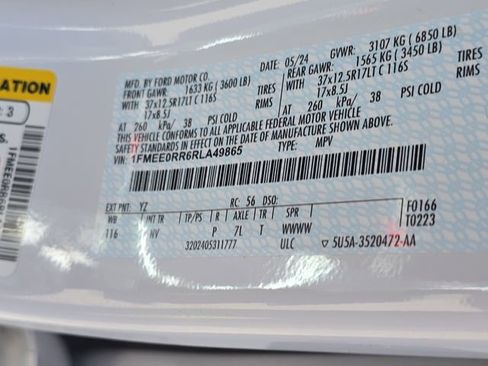 MFD. BY FORD MOTOR CO.
DATE: 05/24 GVWR: 3107 KG ( 6850 LB)
FRONT GAWR: 1633 KG ( 3600 LB)
REAR GAWR: 1565 KG ( 3450 LB)
WITH 37x12.5R17LT C 116S TIRES
17x8.5J RIMS
AT 260 kPa/ 38 PSI COLD
WITH 37x12.5R17LT C 116S TIRES
17x8.5J RIMS
AT 260 kPa/ 38 PSI COLD
THIS VEHICLE CONFORMS TO ALL APPLICABLE FEDERAL MOTOR VEHICLE
SAFETY STANDARDS IN EFFECT ON THE DATE OF MANUFACTURE SHOWN ABOVE.
VIN: 1FMEE0RR6RLA49865 TYPE: MPV
EXT PNT: YZ RC: 56 DSO:
WB INT TR TP/PS R AXLE TR SPR
116 NV P 7L T WWWW
F0166
T0223
3202405311777 ULC 5U5A-3520472-AA
ATION
: 3